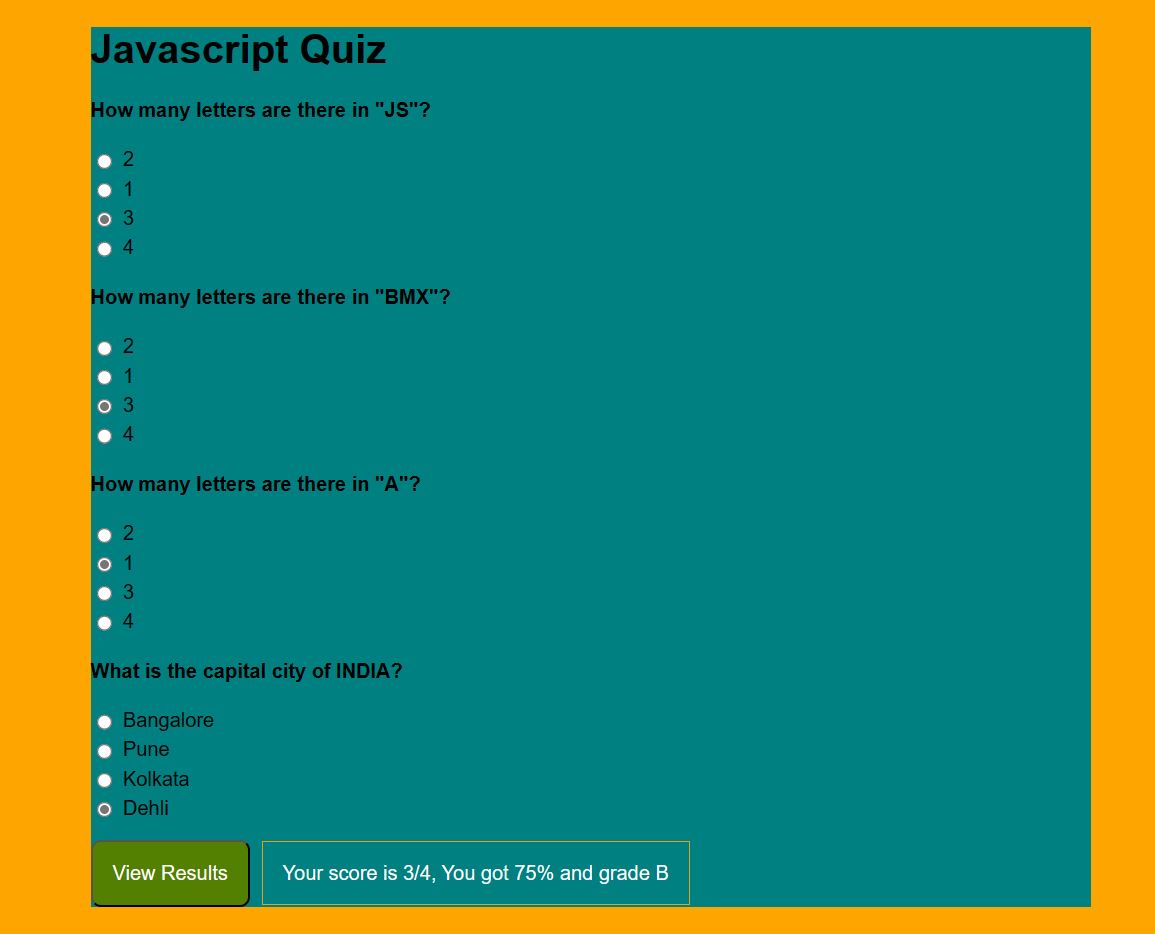 Javascript Quiz
How many letters are there in "JS"?
2
1
3
4
How many letters are there in "BMX"?
2
1
3
4
How many letters are there in "A"?
2
1
3
4
What is the capital city of INDIA?
Bangalore
Pune
Kolkata
Dehli
View Results Your score is 3/4, You got 75% and grade B